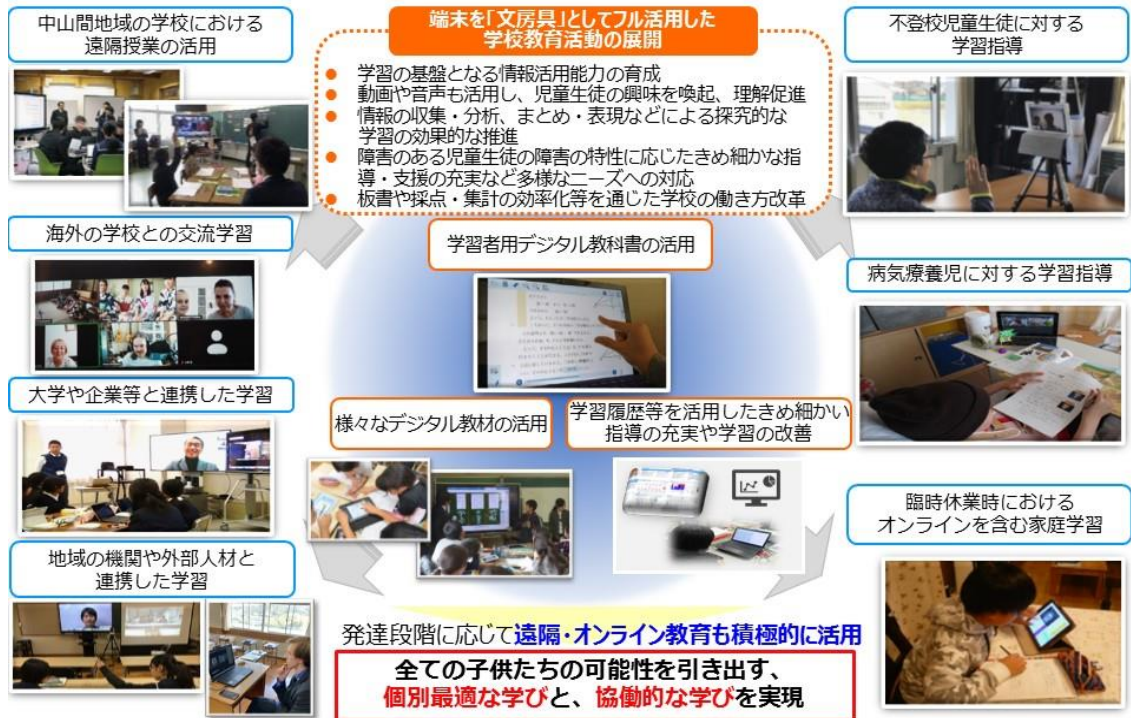 中山間地域の学校における
遠隔授業の活用
海外の学校との交流学習
大学や企業等と連携した学習
地域の機関や外部人材と
連携した学習
端末を「文房具」としてフル活用した
学校教育活動の展開
● 学習の基盤となる情報活用能力の育成
● 動画や音声も活用し、児童生徒の興味を喚起、理解促進
● 情報の収集・分析、まとめ・表現などによる探究的な
学習の効果的な推進
● 障害のある児童生徒の障害の特性に応じたきめ細かな指
導・支援の充実など多様なニーズへの対応
● 板書や採点・集計の効率化等を通じた学校の働き方改革
学習者用デジタル教科書の活用
様々なデジタル教材の活用
学習履歴等を活用したきめ細かい
指導の充実や学習の改善
不登校児童生徒に対する
学習指導
病気療養児に対する学習指導
臨時休業時における
オンラインを含む家庭学習
発達段階に応じて遠隔・オンライン教育も積極的に活用
全ての子供たちの可能性を引き出す、
個別最適な学びと、協働的な学びを実現